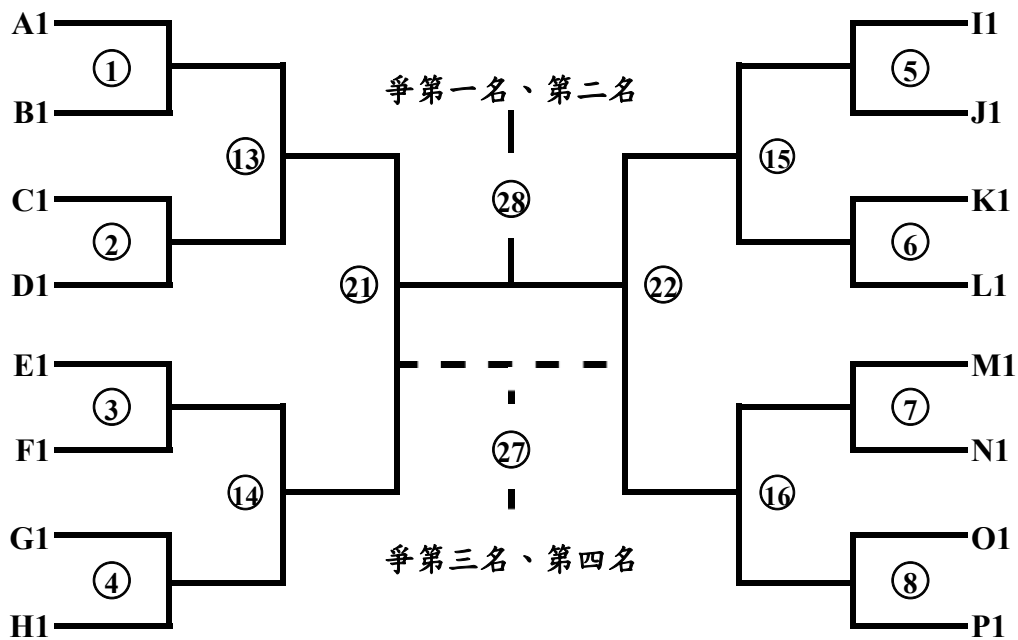 A1
①
B1
⑬
C1
②
D1
㉑
E1
③
F1
⑭
G1
④
H1
爭第一名、第二名
㉘
㉗
爭第三名、第四名
I1
⑤
J1
⑮
K1
⑥
L1
㉒
M1
⑦
N1
⑯
O1
⑧
P1